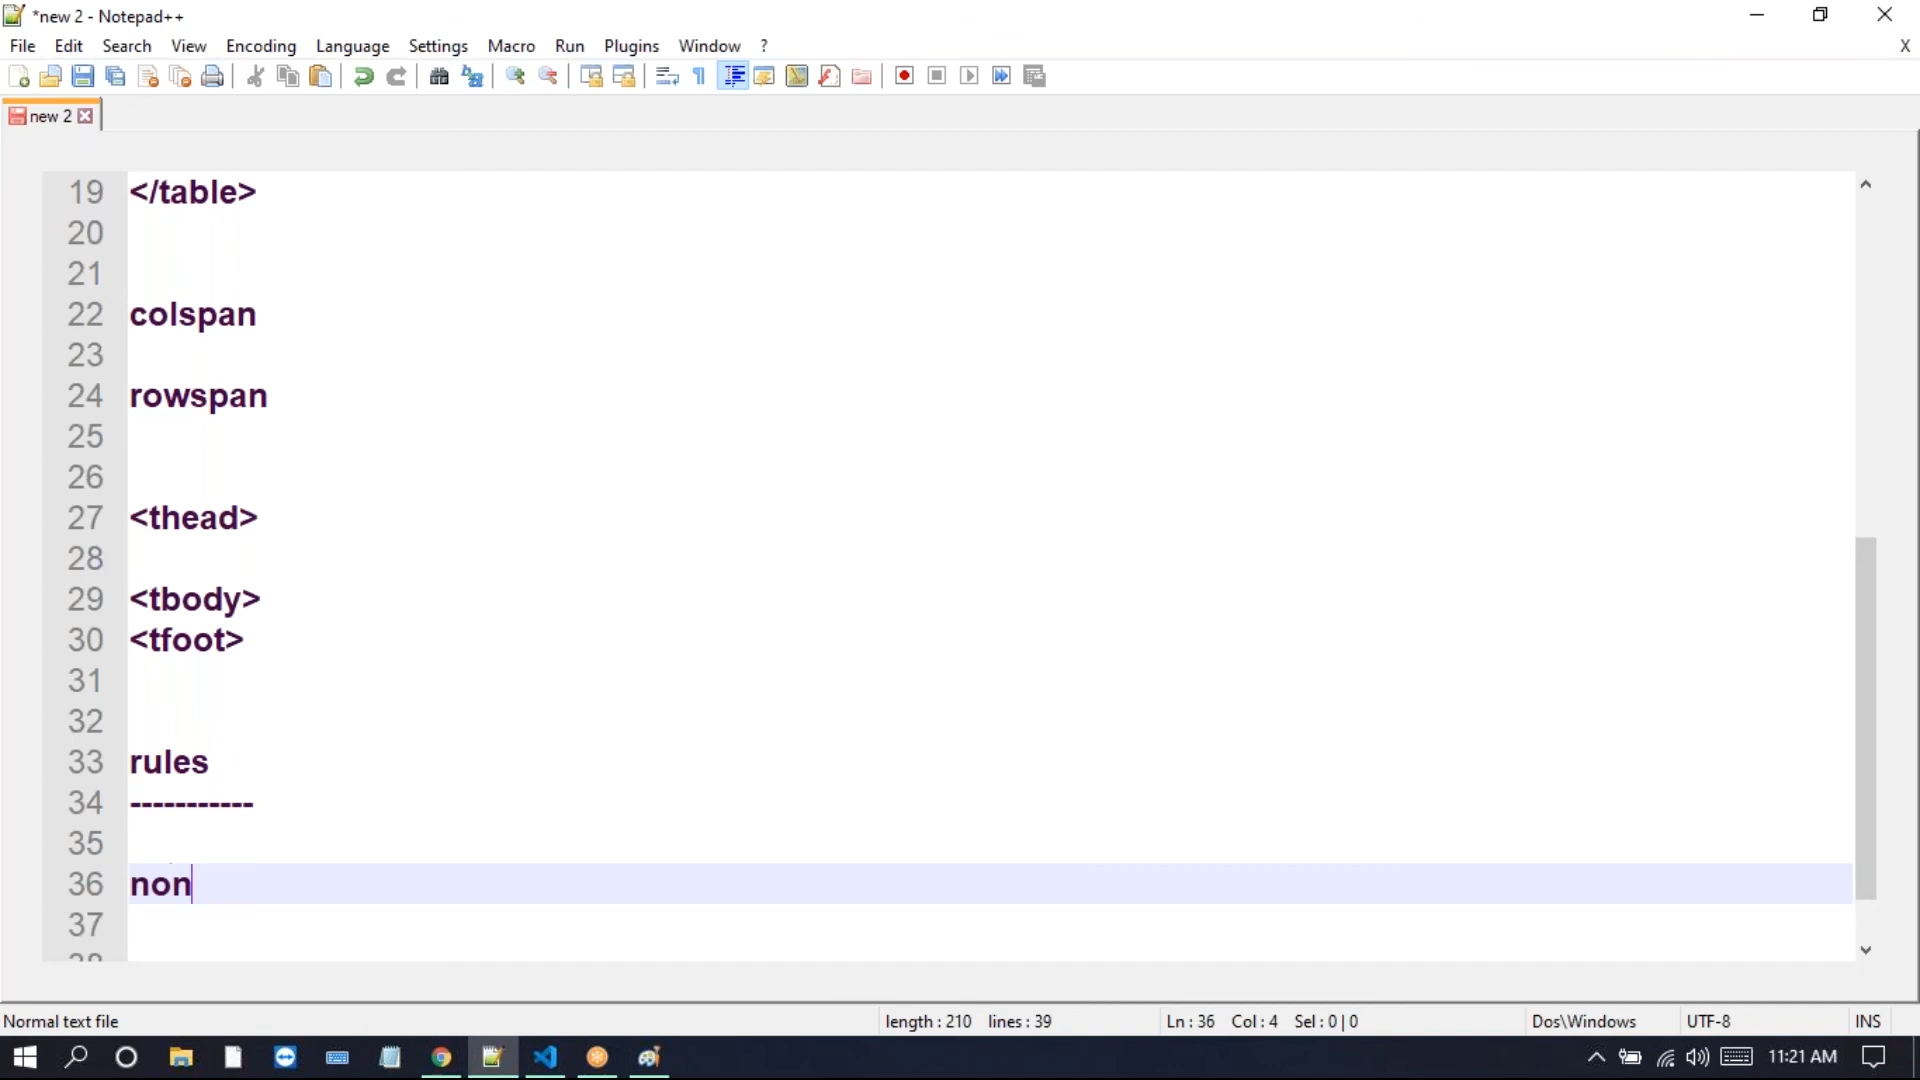 *new 2 - Notepad++
File Edit Search View Encoding Language Settings Macro Run Plugins Window ? X
new 2
19 </table>
20
21
22 colspan
23
24 rowspan
25
26
27 <thead>
28
29 <tbody>
30 <tfoot>
31
32
33 rules
34 -----------
35
36 non
37
38
Normal text file length : 210 lines : 39 Ln : 36 Col : 4 Sel : 0 | 0 Dos\Windows UTF-8 INS
11:21 AM